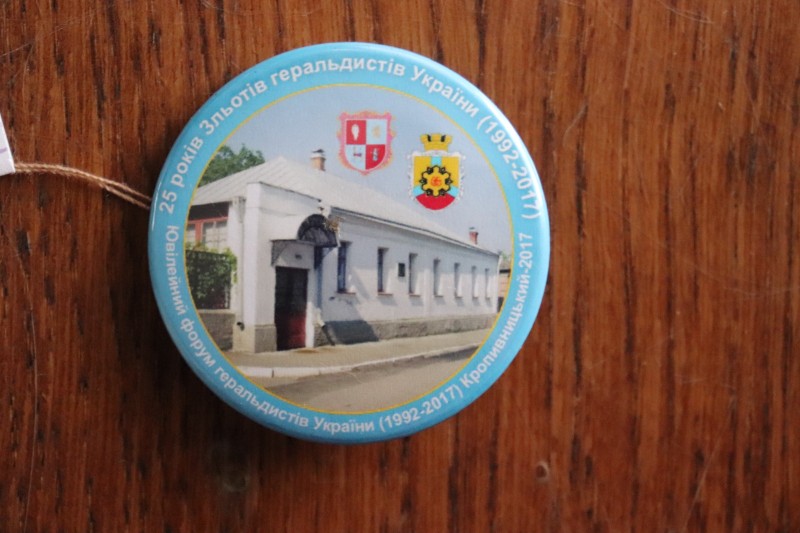 25 років Зльотів геральдистів України (1992-2017)
Ювілейний форум геральдистів України (1992-2017) Кропивницький-2017